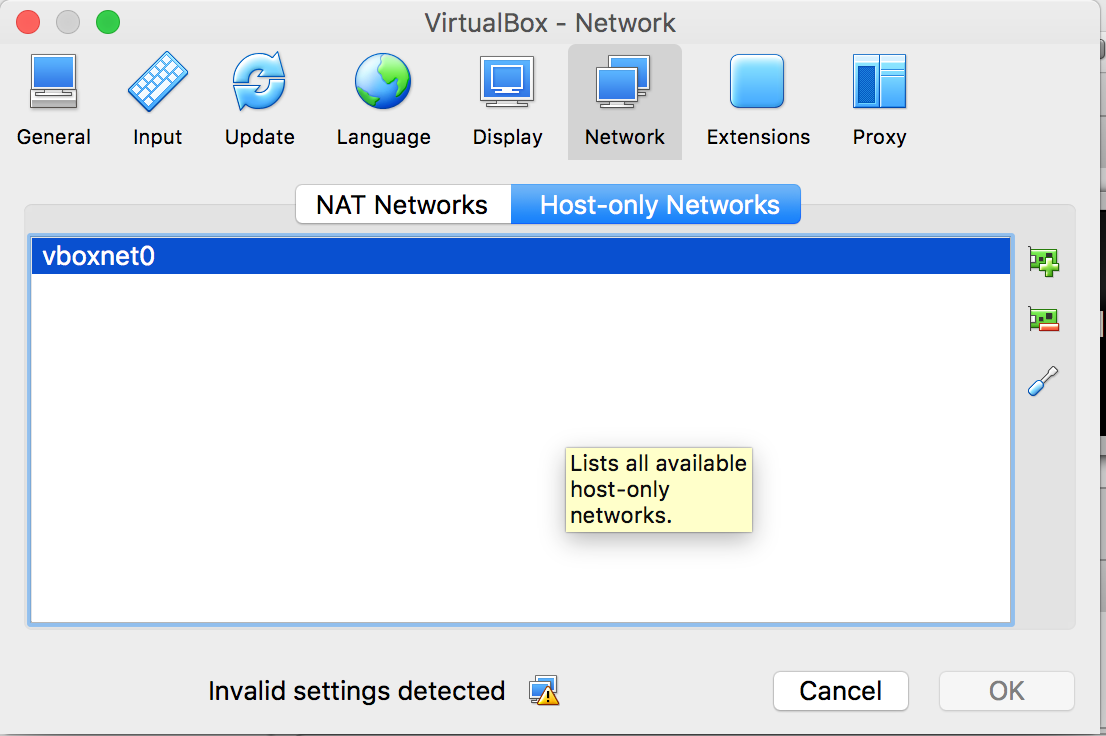 VirtualBox - Network
General
Input
Update
Language
Display
Network
Extensions
Proxy
NAT Networks
Host-only Networks
vboxnet0
Lists all available
host-only
networks.
Invalid settings detected
Cancel
OK